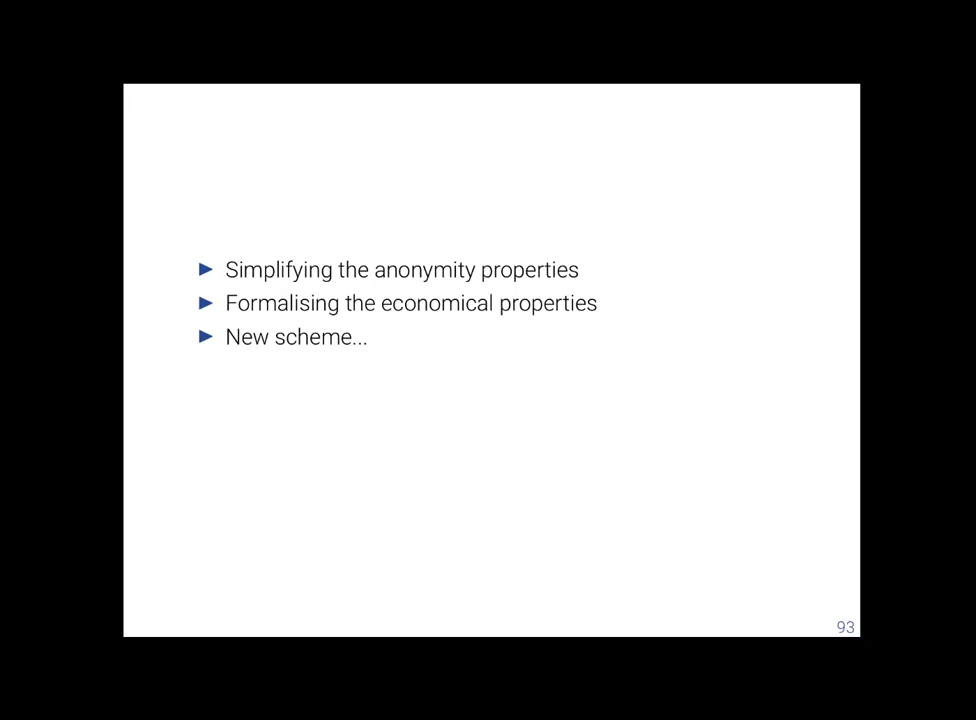 Simplifying the anonymity properties
Formalising the economical properties
New scheme...
93